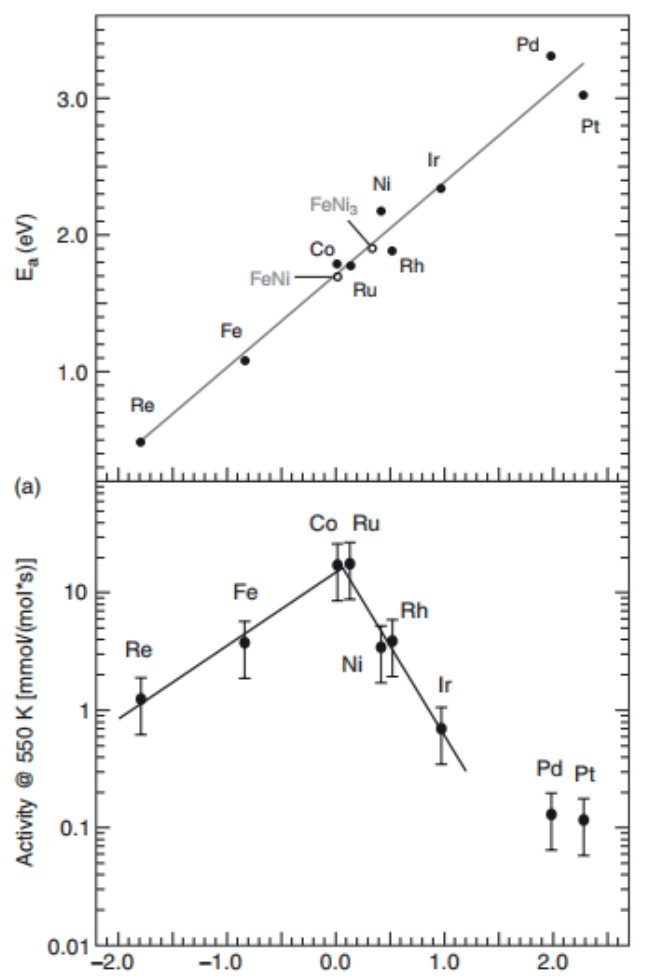 Pd
3.0
Pt
Ir
Ni
FeNi₃
2.0
Co
Rh
FeNi
Ru
Eₐ (eV)
Fe
1.0
Re
(a)
Co Ru
10
Fe
Rh
Re
Ni
Ir
1
Pd Pt
0.1
Activity @ 550 K [mmol/(mol*s)]
0.01
−2.0 −1.0 0.0 1.0 2.0